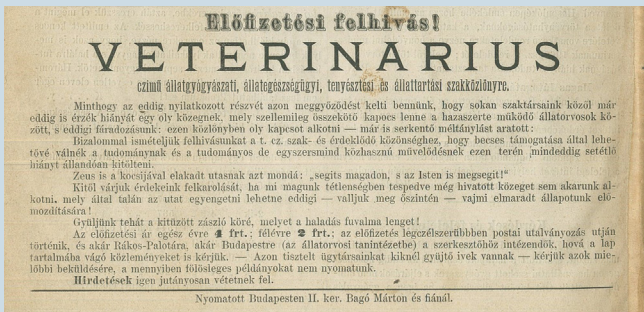 Előfizetési felhivás!
VETERINARIUS
czimű állatgyógyászati, állategészségügyi, tenyésztési és állattartási szakközlönyre.
Minthogy az eddig nyilatkozott részvét azon meggyőződést kelti bennünk, hogy sokan szaktársaink közől már
eddig is érzék hiányát egy oly közegnek, mely szellemileg összekötő kapocs lenne a hazaszerte működő állatorvosok kö-
zött, s eddigi fáradozásunk: ezen közlönyben oly kapcsot alkotni — már is serkentő méltánylást aratott:
Bizalommal ismételjük felhivásunkat a t. cz. szak- és érdeklődő közönséghez, hogy becses támogatása által lehe-
tővé válnék a tudománynak és a tudományos de egyszersmind közhasznú művelődésnek ezen terén mindeddig setétlő
hiányt állandóan kitölteni.
Zeus is a kocsijával elakadt utasnak azt mondá: „segits magadon, s az Isten is megsegit!“
Kitől várjuk érdekeink felkarolását, ha mi magunk tétlenségben tespedve még hivatott közeget sem akarunk al-
kotni. mely által talán az utat egyengetni lehetne eddigi — valljuk meg őszintén — vajmi elmaradt állapotunk elő-
mozditására!
Gyüljünk tehát a kitüzött zászló köré, melyet a haladás fuvalma lenget!
Az előfizetési ár egész évre 4 frt.; félévre 2 frt.; az előfizetés legczélszerűbbben postai utalványozás utján
történik, és akár Rákos-Palotára, akár Budapestre (az állatorvosi tanintézetbe) a szerkesztőhöz intézendők, hová a lap
tartalmába vágó közleményeket is kérjük. — Azon tisztelt ügytársainkat kiknél gyüjtő ivek vannak — kérjük azok mie-
lőbbi beküldésére, a mennyiben fölösleges példányokat nem nyomatunk.
Hirdetések igen jutányosan vétetnek fel.
Nyomatott Budapesten II. ker. Bagó Márton és fiánál.